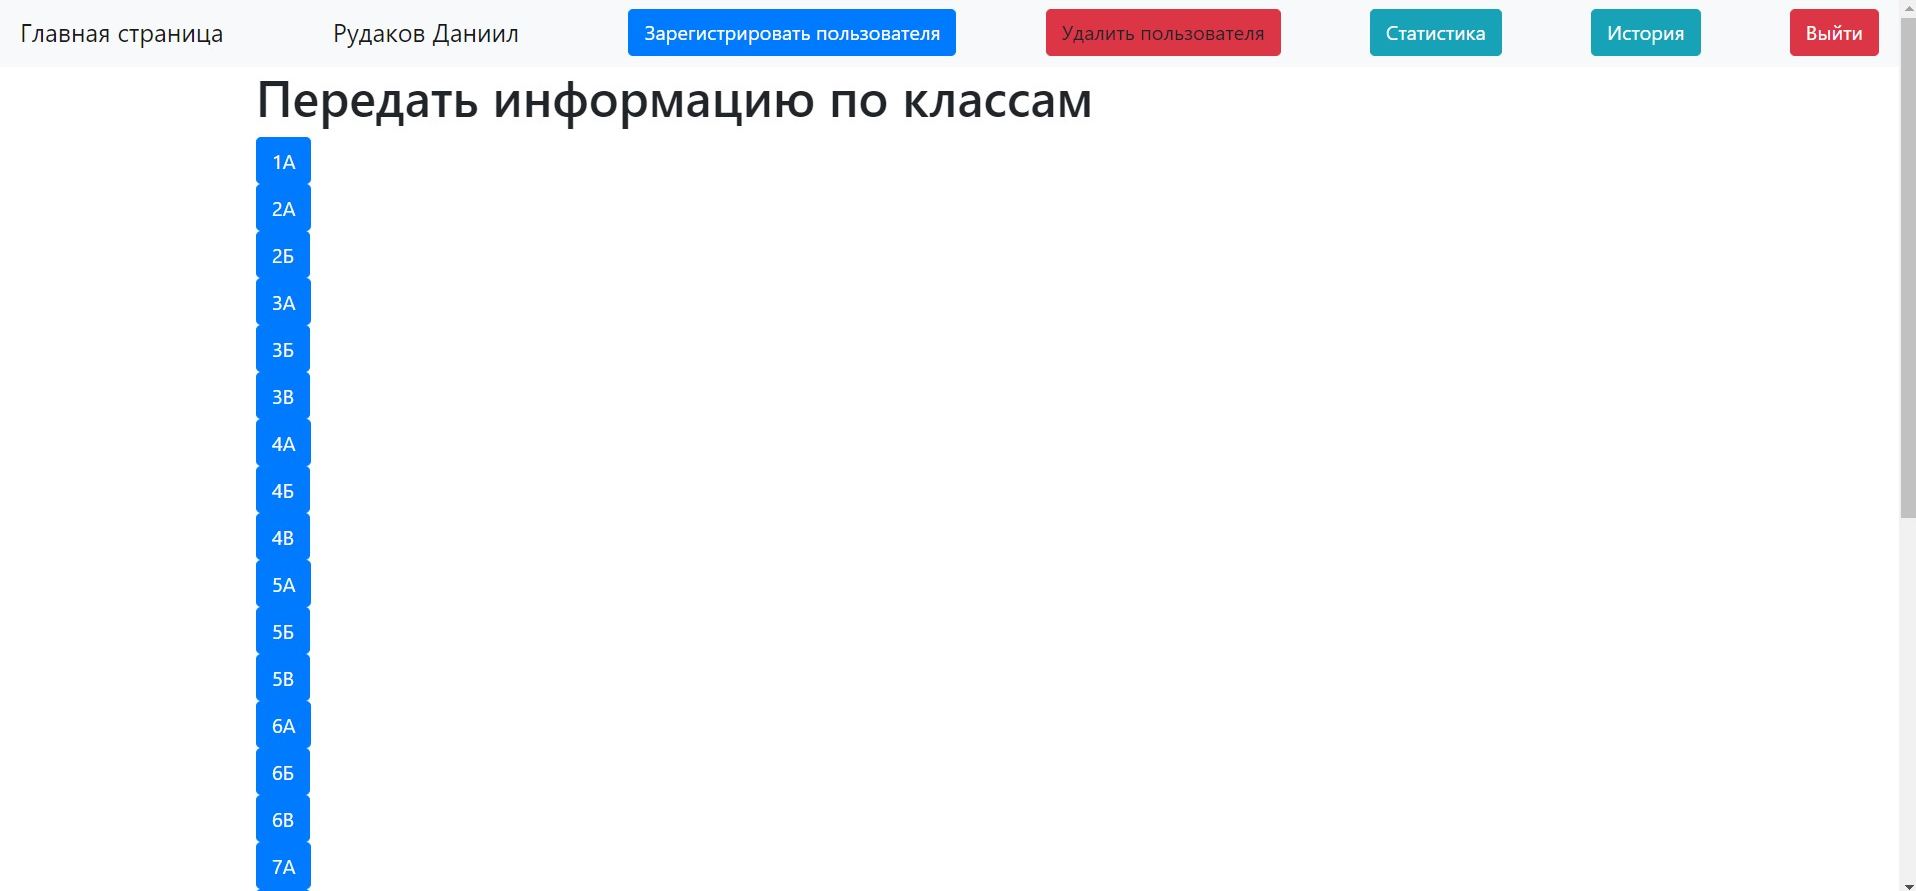 Главная страница Рудаков Даниил Зарегистрировать пользователя Удалить пользователя Статистика История Выйти
Передать информацию по классам
1А
2А
2Б
3А
3Б
3В
4А
4Б
4В
5А
5Б
5В
6А
6Б
6В
7А